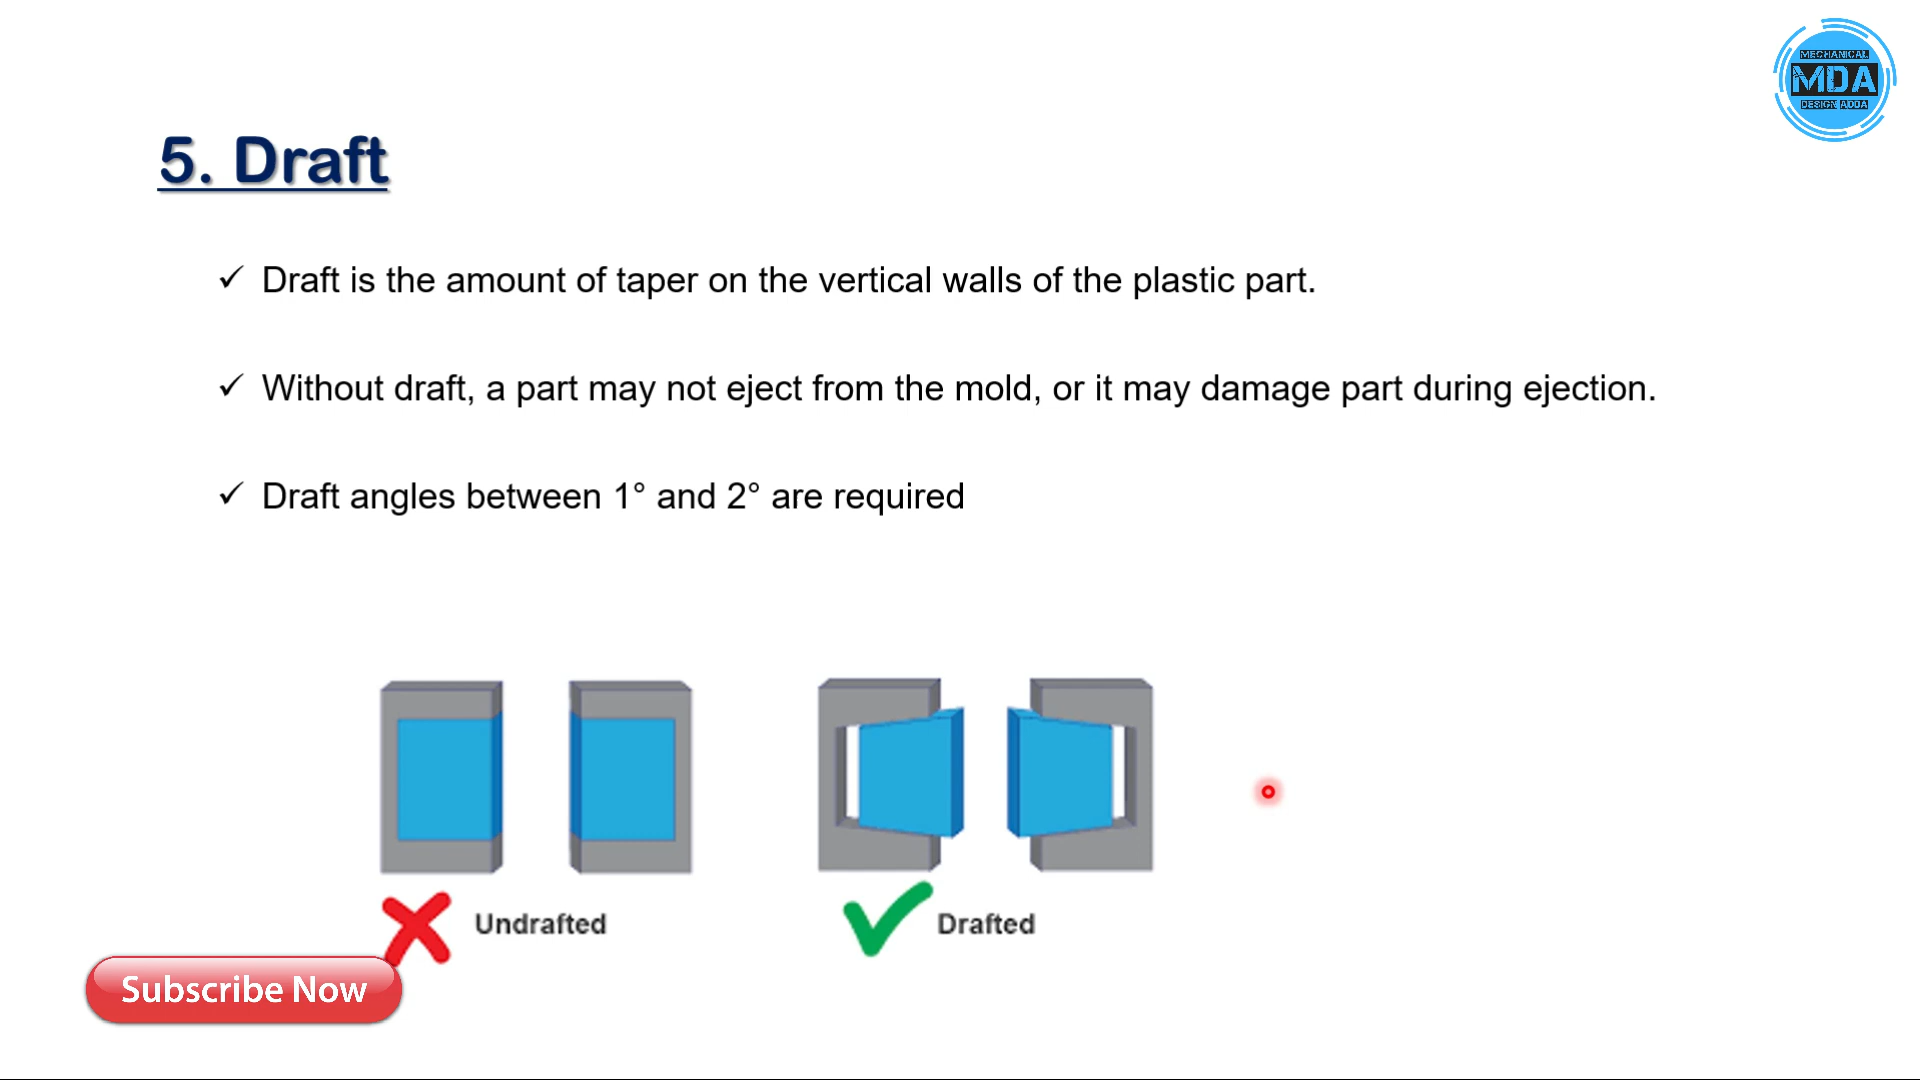 MECHANICAL
MDA
DESIGN ADDA
5. Draft
✓ Draft is the amount of taper on the vertical walls of the plastic part.
✓ Without draft, a part may not eject from the mold, or it may damage part during ejection.
✓ Draft angles between 1° and 2° are required
Undrafted
Drafted
Subscribe Now